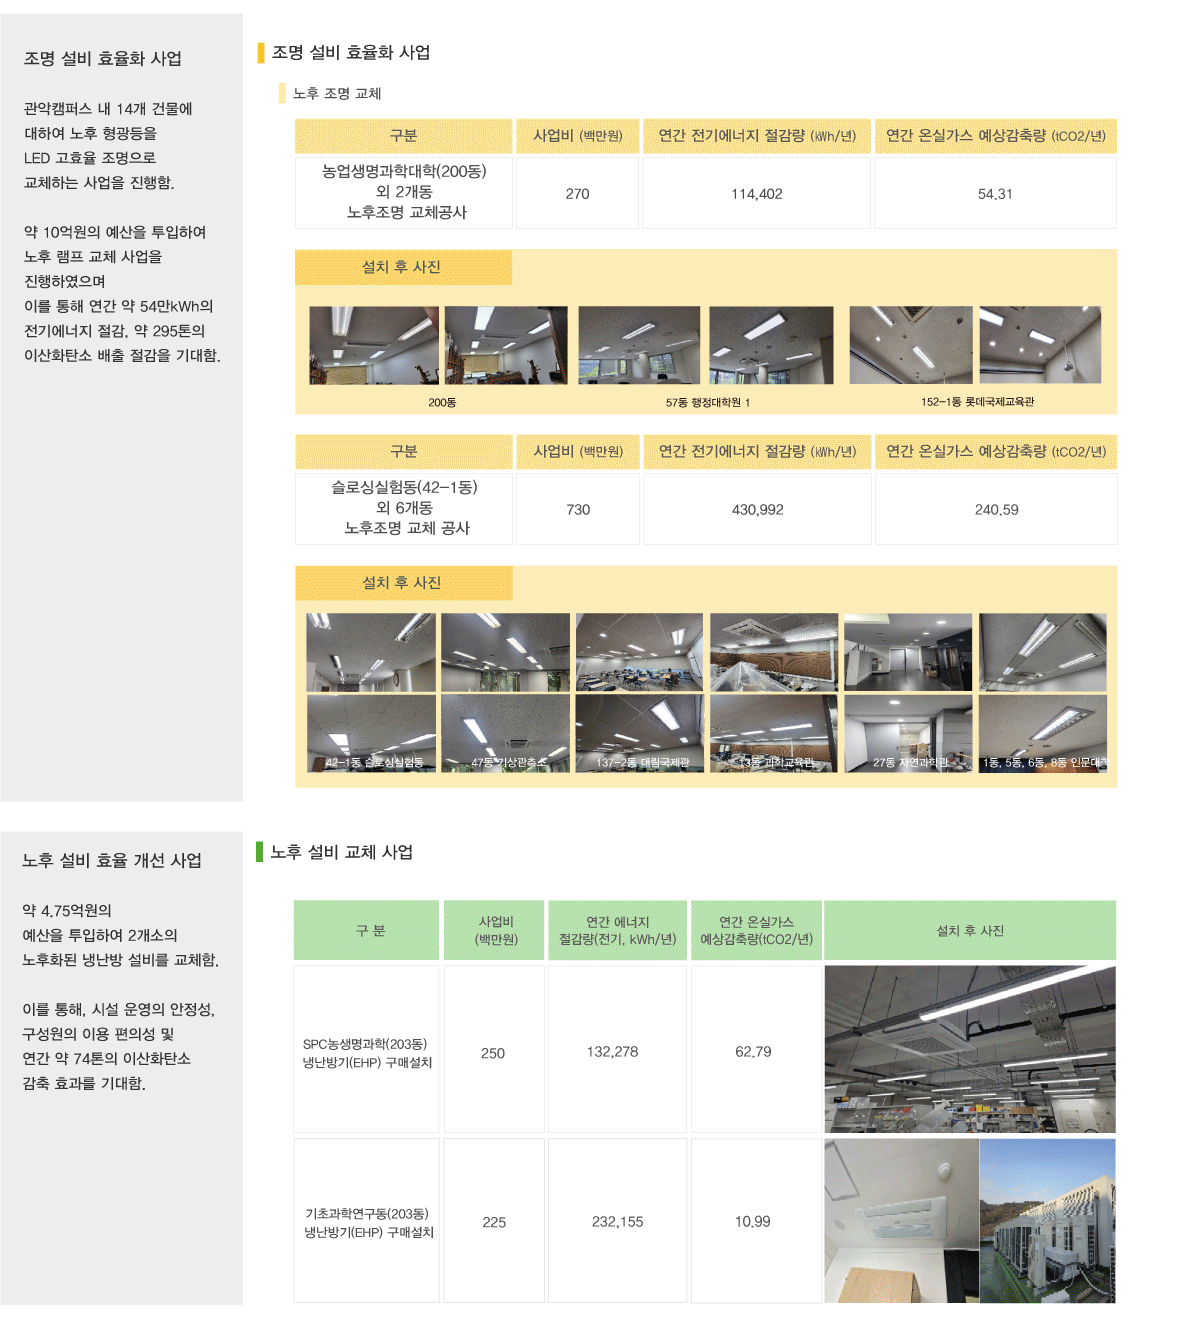 조명 설비 효율화 사업
관악캠퍼스 내 14개 건물에
대하여 노후 형광등을
LED 고효율 조명으로
교체하는 사업을 진행함.
약 10억원의 예산을 투입하여
노후 램프 교체 사업을
진행하였으며
이를 통해 연간 약 54만kWh의
전기에너지 절감, 약 295톤의
이산화탄소 배출 절감을 기대함.
조명 설비 효율화 사업
노후 조명 교체
구분 사업비 (백만원) 연간 전기에너지 절감량 (㎾h/년) 연간 온실가스 예상감축량 (tCO2/년)
농업생명과학대학(200동)
외 2개동
노후조명 교체공사
270 114,402 54.31
설치 후 사진
200동 57동 행정대학원 1 152-1동 롯데국제교육관
구분 사업비 (백만원) 연간 전기에너지 절감량 (㎾h/년) 연간 온실가스 예상감축량 (tCO2/년)
슬로싱실험동(42-1동)
외 6개동
노후조명 교체 공사
730 430,992 240.59
설치 후 사진
42-1동 슬로싱실험동 47동 기상관측소 137-2동 대림국제관 13동 과학교육관 27동 자연과학관 1동, 5동, 6동, 8동 인문대학
노후 설비 효율 개선 사업
약 4.75억원의
예산을 투입하여 2개소의
노후화된 냉난방 설비를 교체함.
이를 통해, 시설 운영의 안정성,
구성원의 이용 편의성 및
연간 약 74톤의 이산화탄소
감축 효과를 기대함.
노후 설비 교체 사업
구 분
사업비
(백만원)
연간 에너지
절감량(전기, kWh/년)
연간 온실가스
예상감축량(tCO2/년)
설치 후 사진
SPC농생명과학(203동)
냉난방기(EHP) 구매설치
250 132,278 62.79
기초과학연구동(203동)
냉난방기(EHP) 구매설치
225 232,155 10.99